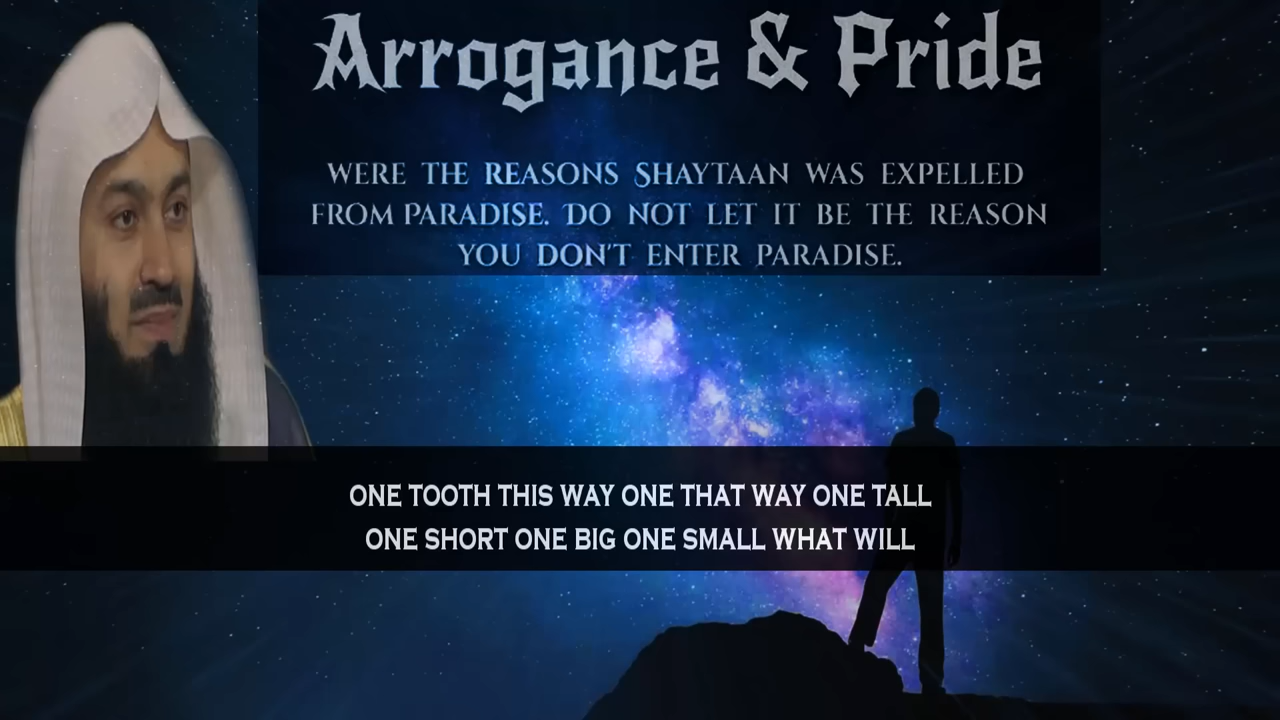 Arrogance & Pride
WERE THE REASONS SHAYTAAN WAS EXPELLED
FROM PARADISE. DO NOT LET IT BE THE REASON
YOU DON'T ENTER PARADISE.
ONE TOOTH THIS WAY ONE THAT WAY ONE TALL
ONE SHORT ONE BIG ONE SMALL WHAT WILL